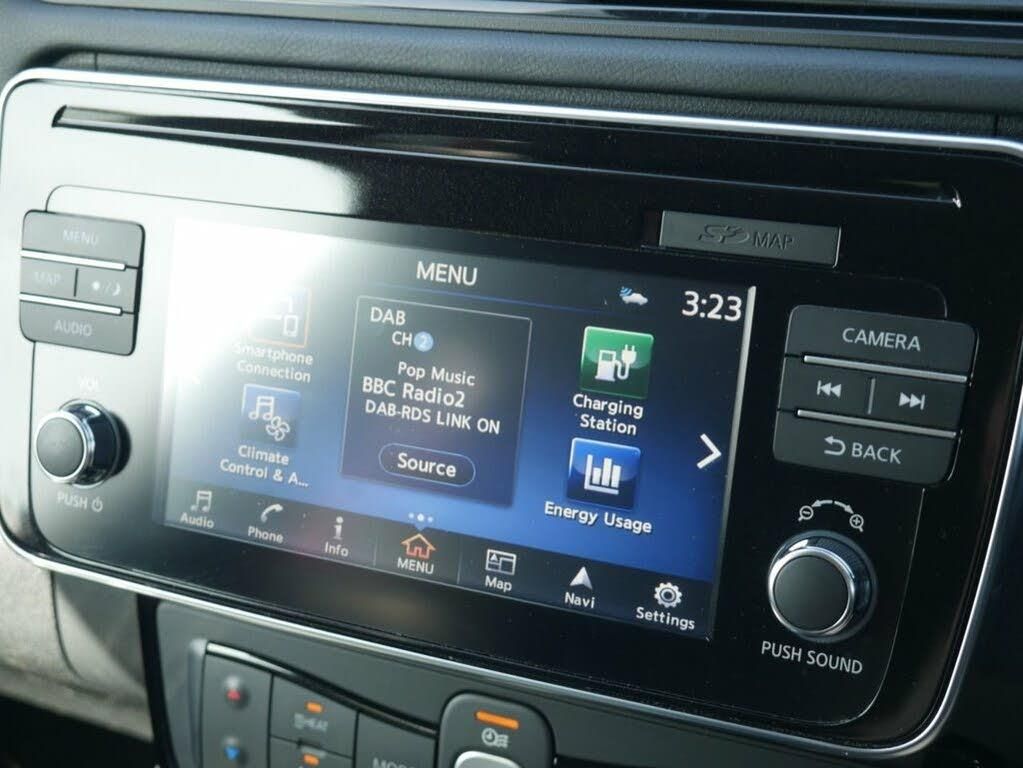 MENU
MAP
AUDIO
VOL
PUSH
MAP
MENU
3:23
Smartphone
Connection
DAB
CH 2
Pop Music
BBC Radio2
DAB-RDS LINK ON
Source
Charging
Station
Climate
Control & A...
Energy Usage
Audio
Phone
Info
MENU
Map
Navi
Settings
CAMERA
BACK
PUSH SOUND
HEAT